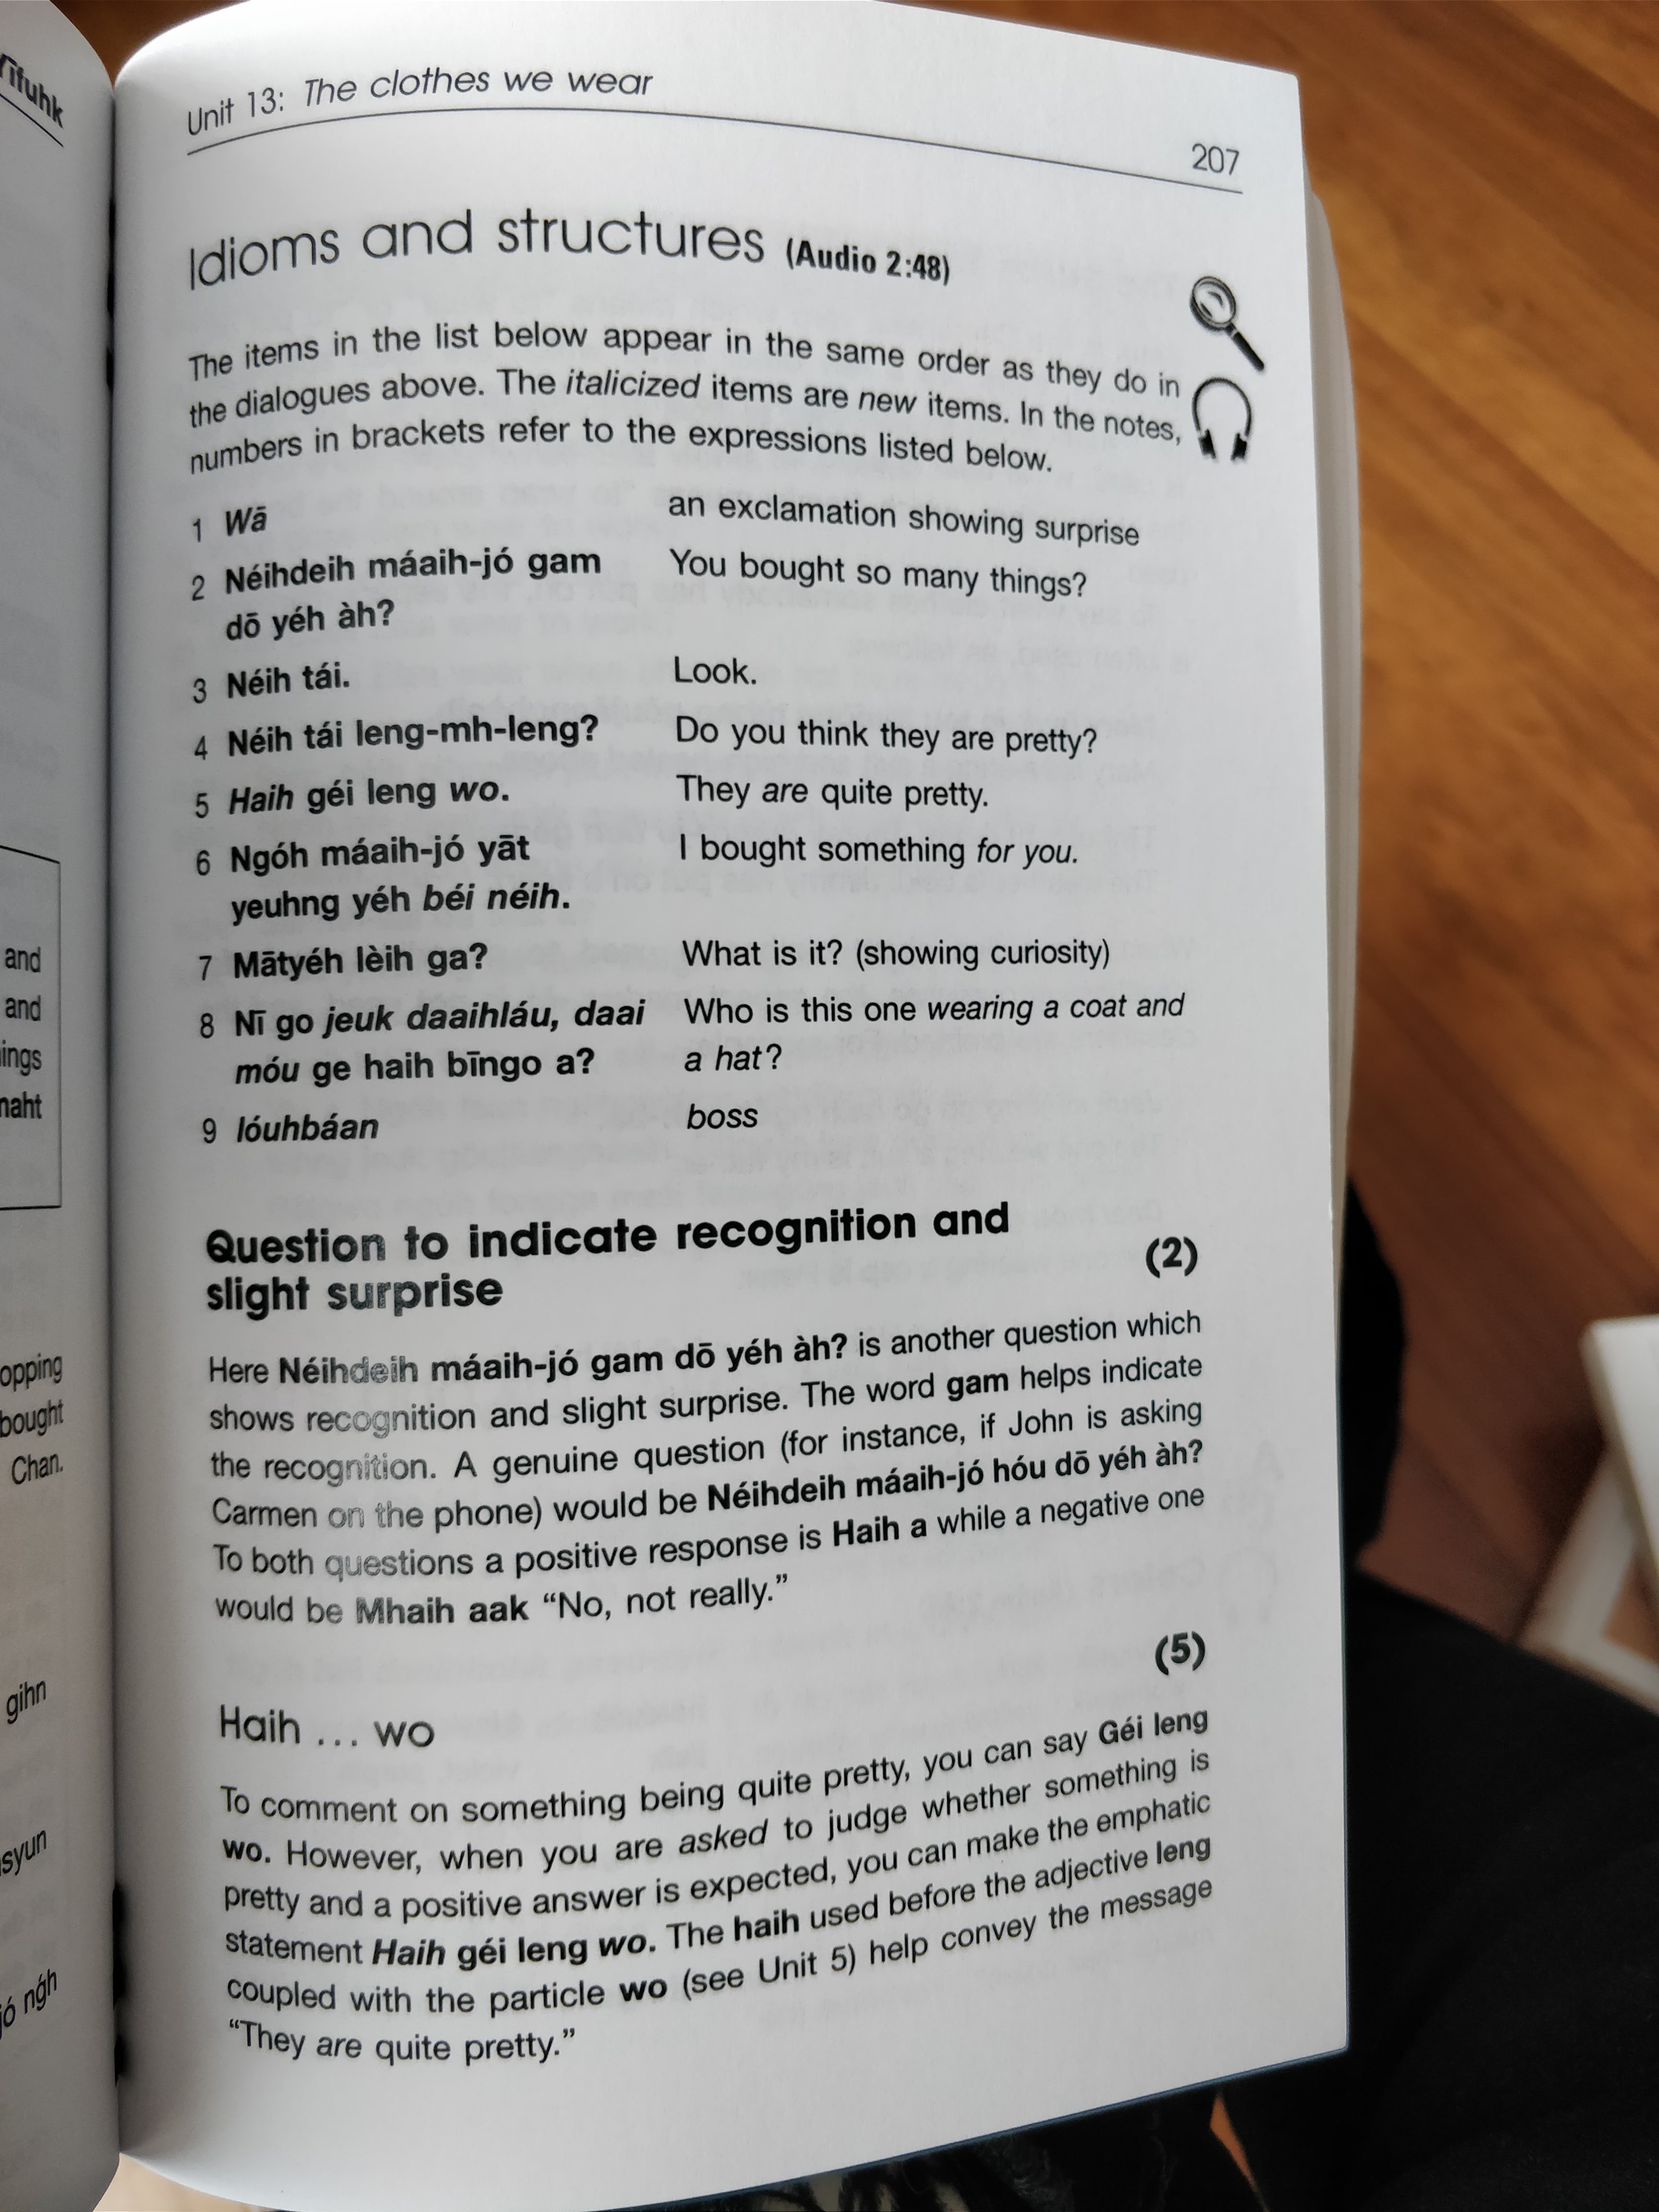 Yīfuhk
and
and
ings
naht
opping
bought
Chan.
gihn
syun
jó nǵh
Unit 13: The clothes we wear
207
Idioms and structures (Audio 2:48)
The items in the list below appear in the same order as they do in
the dialogues above. The italicized items are new items. In the notes,
numbers in brackets refer to the expressions listed below.
1 Wā an exclamation showing surprise
2 Néihdeih máaih-jó gam You bought so many things?
dō yéh àh?
3 Néih tái. Look.
4 Néih tái leng-mh-leng? Do you think they are pretty?
5 Haih géi leng wo. They are quite pretty.
6 Ngóh máaih-jó yāt I bought something for you.
yeuhng yéh béi néih.
7 Mātyéh lèih ga? What is it? (showing curiosity)
8 Nī go jeuk daaihláu, daai Who is this one wearing a coat and
móu ge haih bīngo a? a hat?
9 lóuhbáan boss
Question to indicate recognition and
slight surprise (2)
Here Néihdeih máaih-jó gam dō yéh àh? is another question which
shows recognition and slight surprise. The word gam helps indicate
the recognition. A genuine question (for instance, if John is asking
Carmen on the phone) would be Néihdeih máaih-jó hóu dō yéh àh?
To both questions a positive response is Haih a while a negative one
would be Mhaih aak “No, not really.”
(5)
Haih ... wo
To comment on something being quite pretty, you can say Géi leng
wo. However, when you are asked to judge whether something is
pretty and a positive answer is expected, you can make the emphatic
statement Haih géi leng wo. The haih used before the adjective leng
coupled with the particle wo (see Unit 5) help convey the message
“They are quite pretty.”